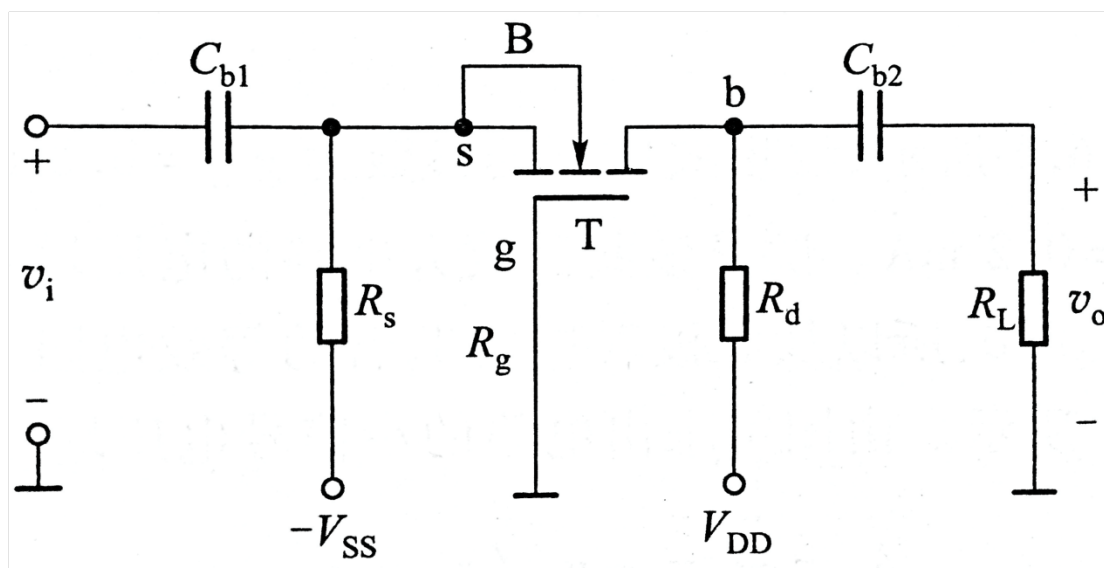 B
C_b1
b
C_b2
+
s
+
g
T
v_i
R_s
R_g
R_d
R_L
v_o
−
−
−V_SS
V_DD